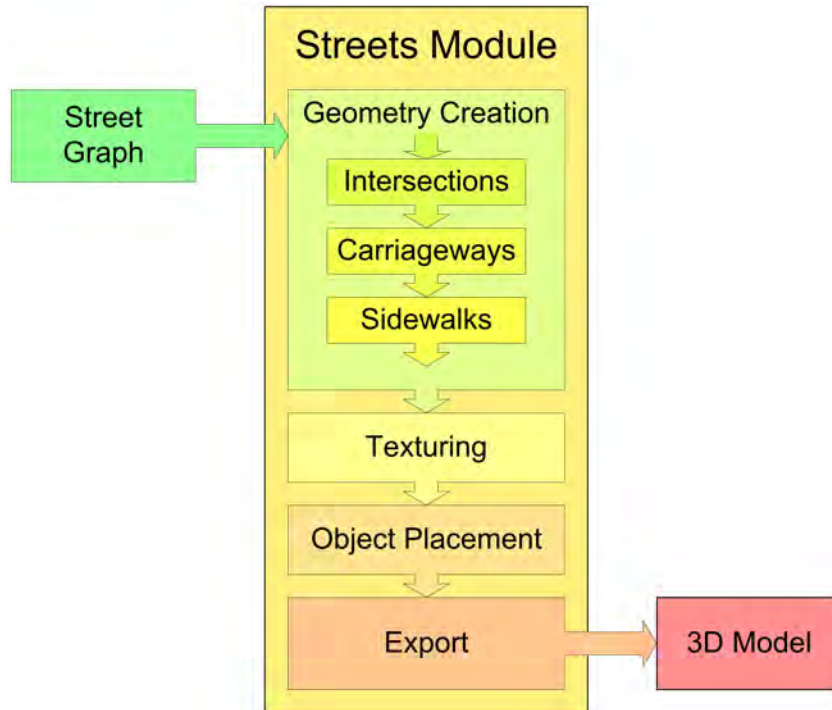 Streets Module
Street
Graph
Geometry Creation
Intersections
Carriageways
Sidewalks
Texturing
Object Placement
Export
3D Model